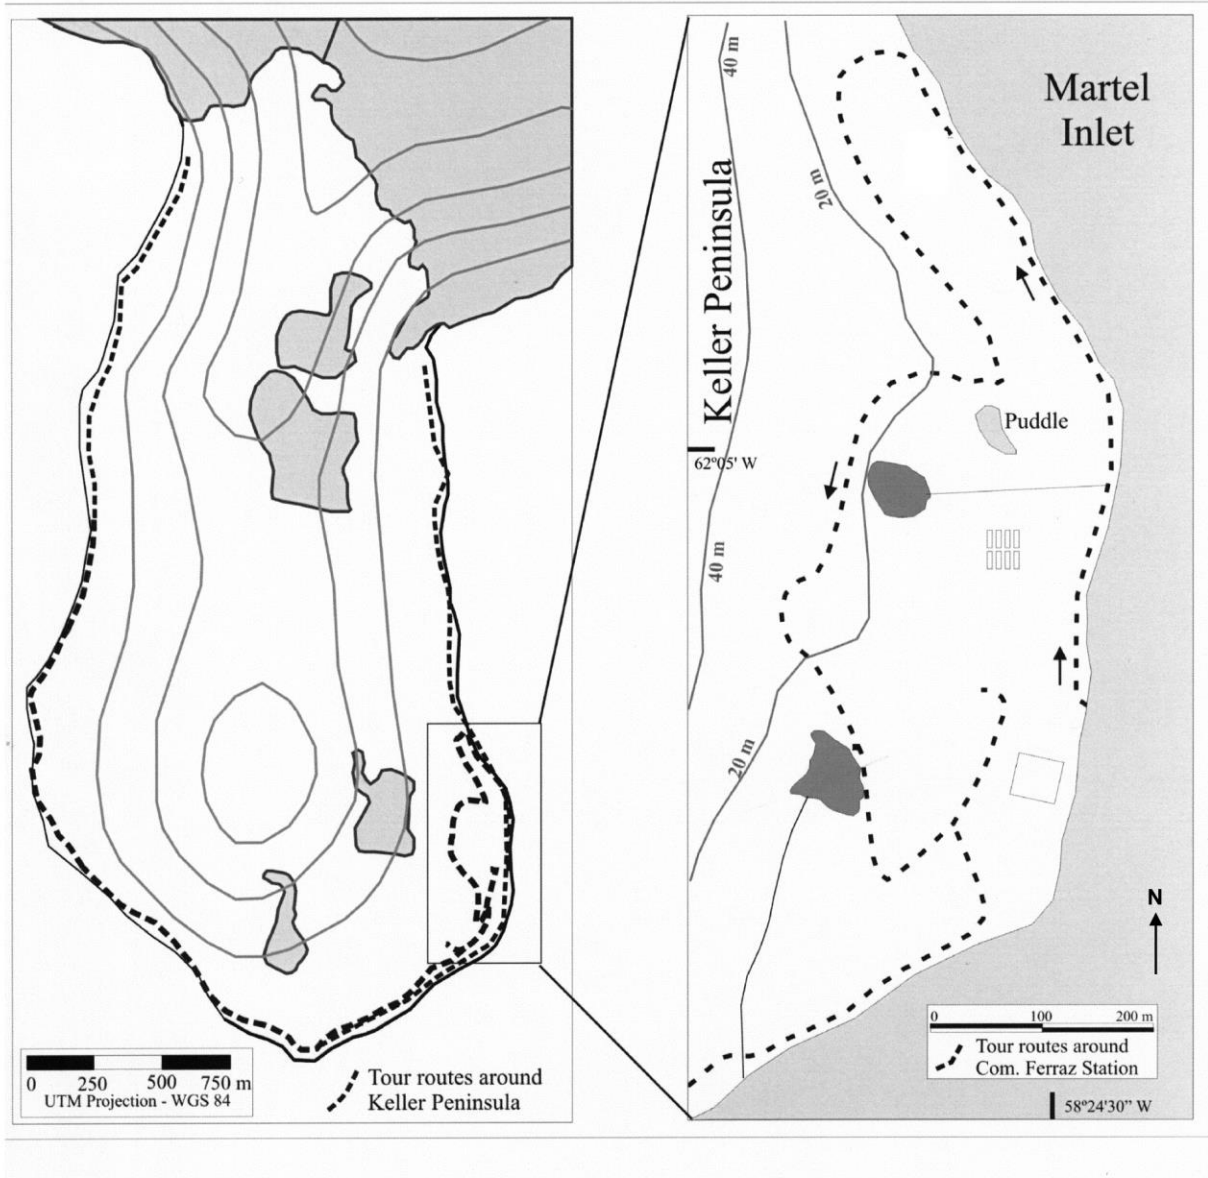 0 250 500 750 m
UTM Projection - WGS 84
Tour routes around
Keller Peninsula
40 m
20 m
Martel
Inlet
Keller Peninsula
Puddle
62º05' W
40 m
20 m
N
0 100 200 m
Tour routes around
Com. Ferraz Station
58º24'30” W